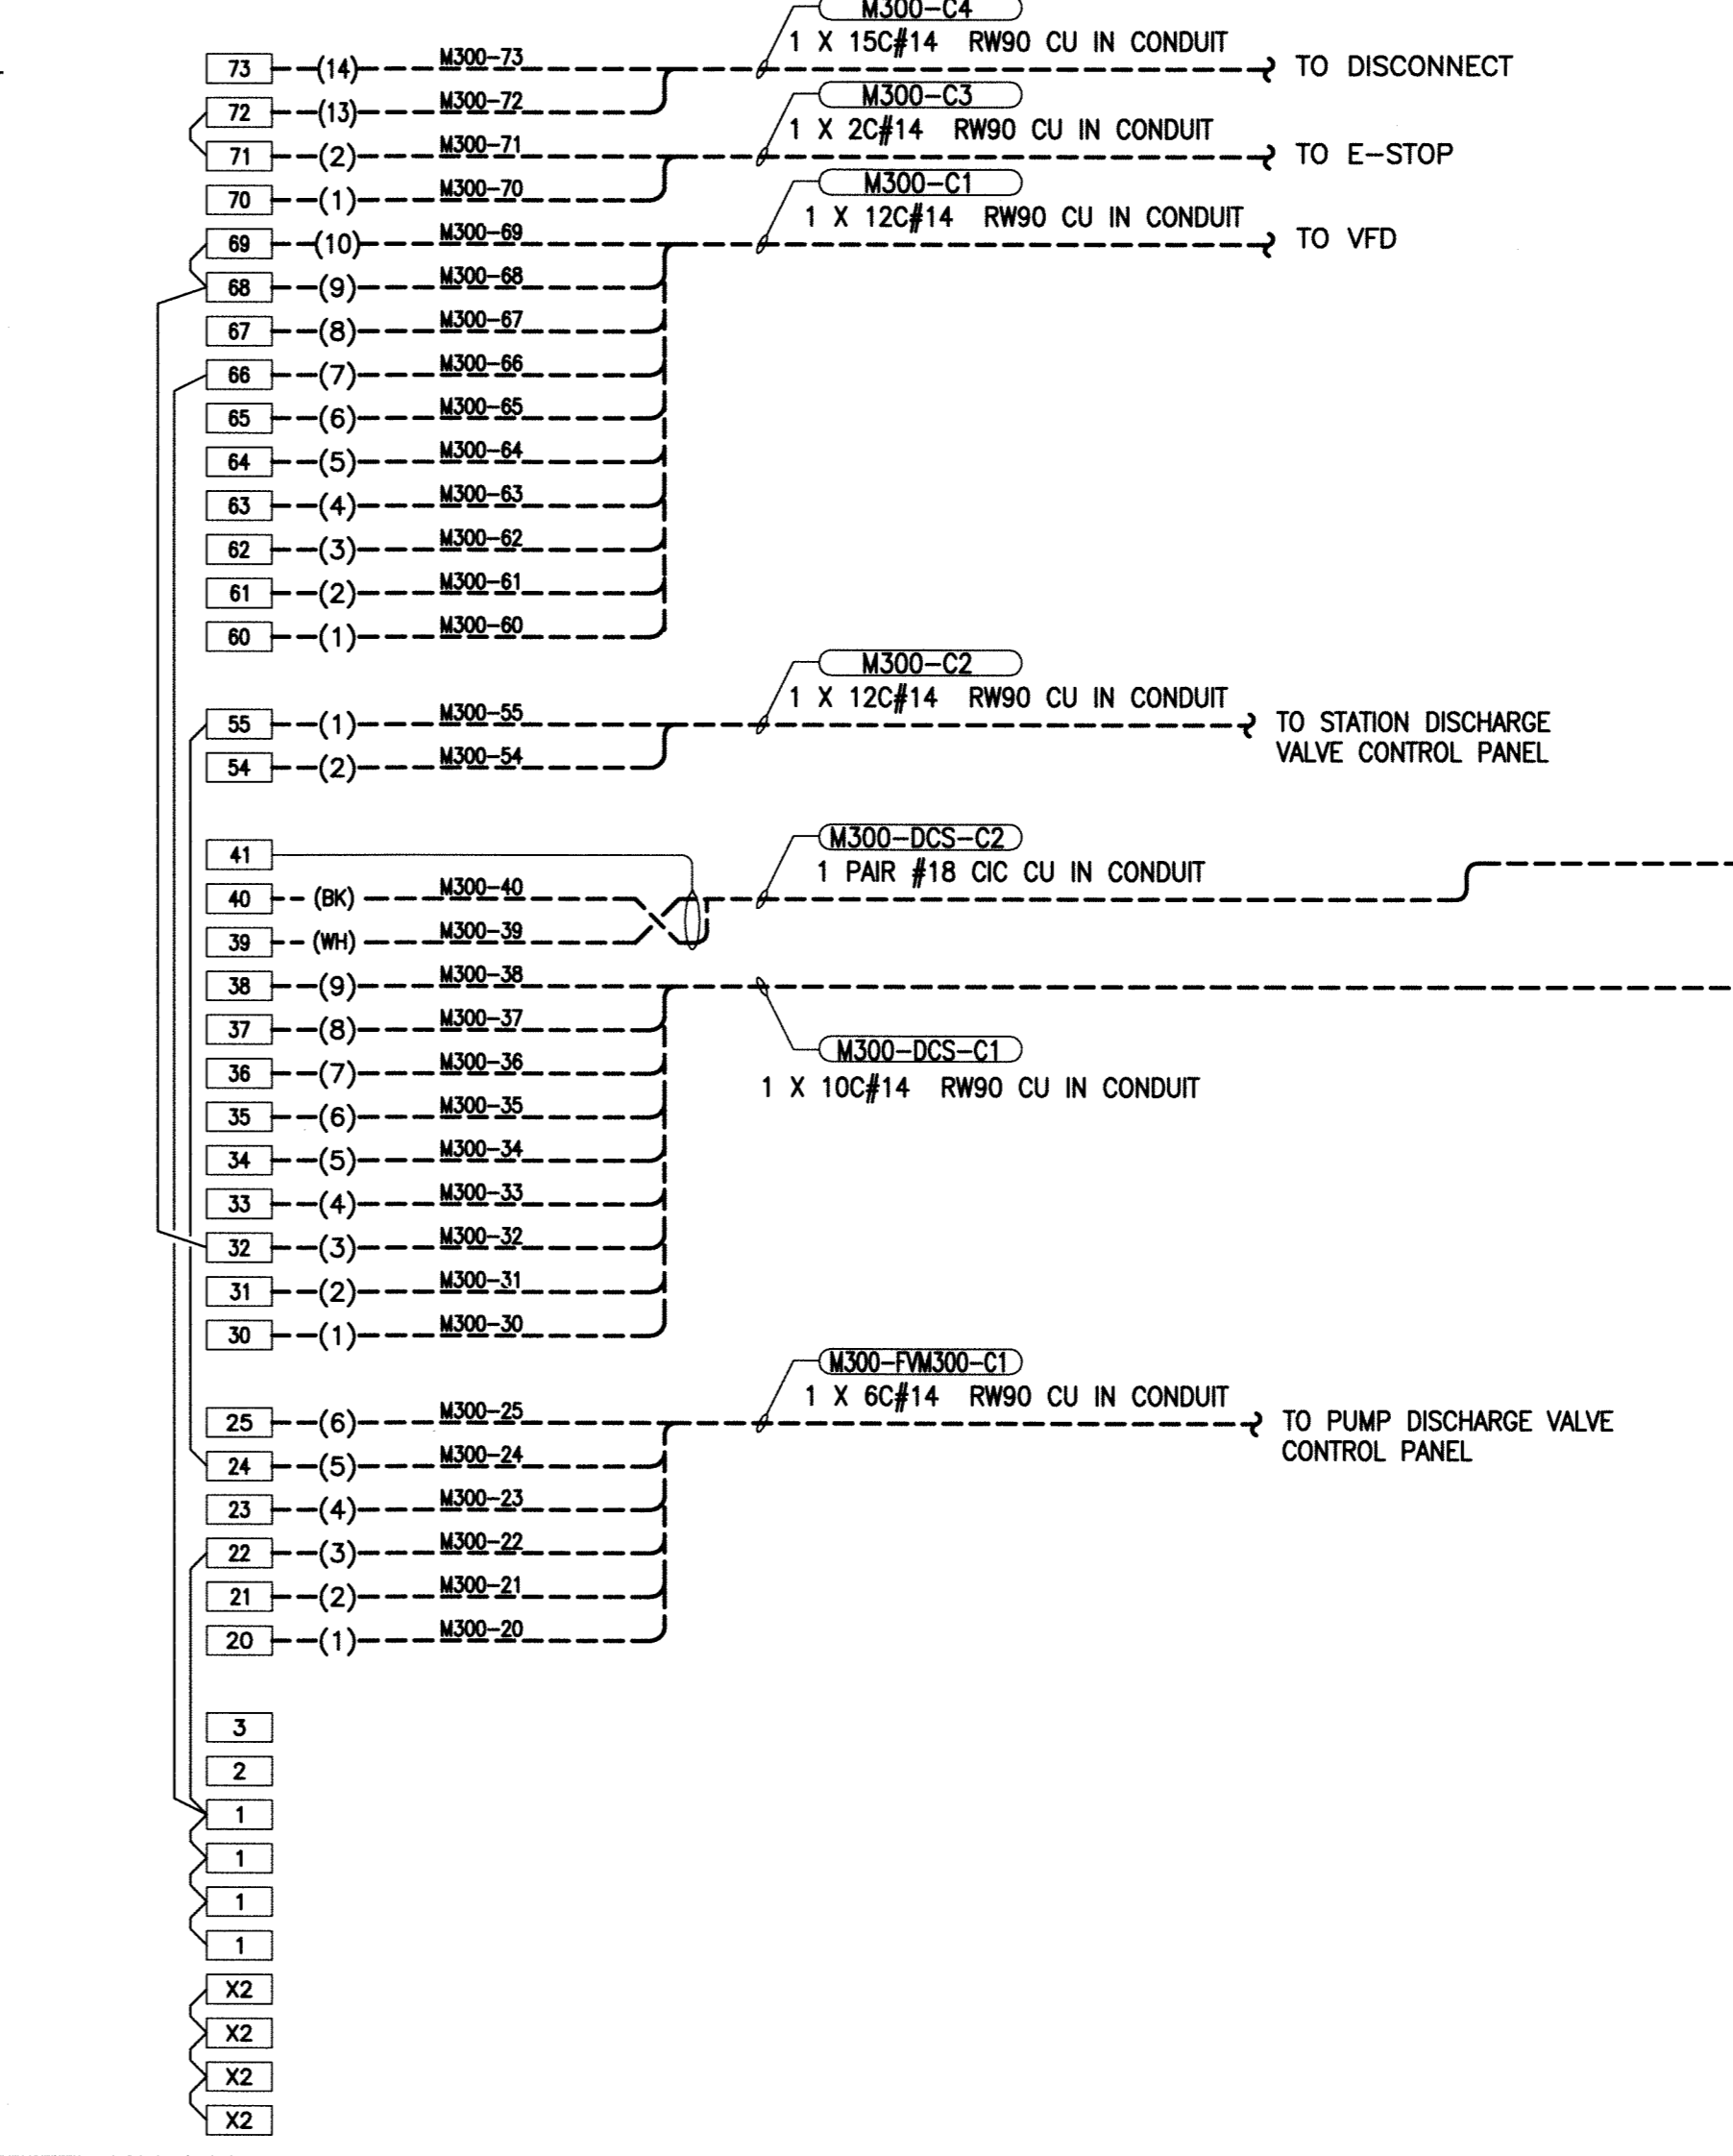 M300-C4
1 X 15C#14 RW90 CU IN CONDUIT
73 (14) M300-73 TO DISCONNECT
72 (13) M300-72
M300-C3
1 X 2C#14 RW90 CU IN CONDUIT
71 (2) M300-71 TO E-STOP
70 (1) M300-70
M300-C1
1 X 12C#14 RW90 CU IN CONDUIT
69 (10) M300-69 TO VFD
68 (9) M300-68
67 (8) M300-67
66 (7) M300-66
65 (6) M300-65
64 (5) M300-64
63 (4) M300-63
62 (3) M300-62
61 (2) M300-61
60 (1) M300-60
M300-C2
1 X 12C#14 RW90 CU IN CONDUIT
55 (1) M300-55 TO STATION DISCHARGE
VALVE CONTROL PANEL
54 (2) M300-54
M300-DCS-C2
1 PAIR #18 CIC CU IN CONDUIT
41
40 (BK) M300-40
39 (WH) M300-39
38 (9) M300-38
37 (8) M300-37
M300-DCS-C1
1 X 10C#14 RW90 CU IN CONDUIT
36 (7) M300-36
35 (6) M300-35
34 (5) M300-34
33 (4) M300-33
32 (3) M300-32
31 (2) M300-31
30 (1) M300-30
M300-FVM300-C1
1 X 6C#14 RW90 CU IN CONDUIT
25 (6) M300-25 TO PUMP DISCHARGE VALVE
CONTROL PANEL
24 (5) M300-24
23 (4) M300-23
22 (3) M300-22
21 (2) M300-21
20 (1) M300-20
3
2
1
1
1
1
X2
X2
X2
X2